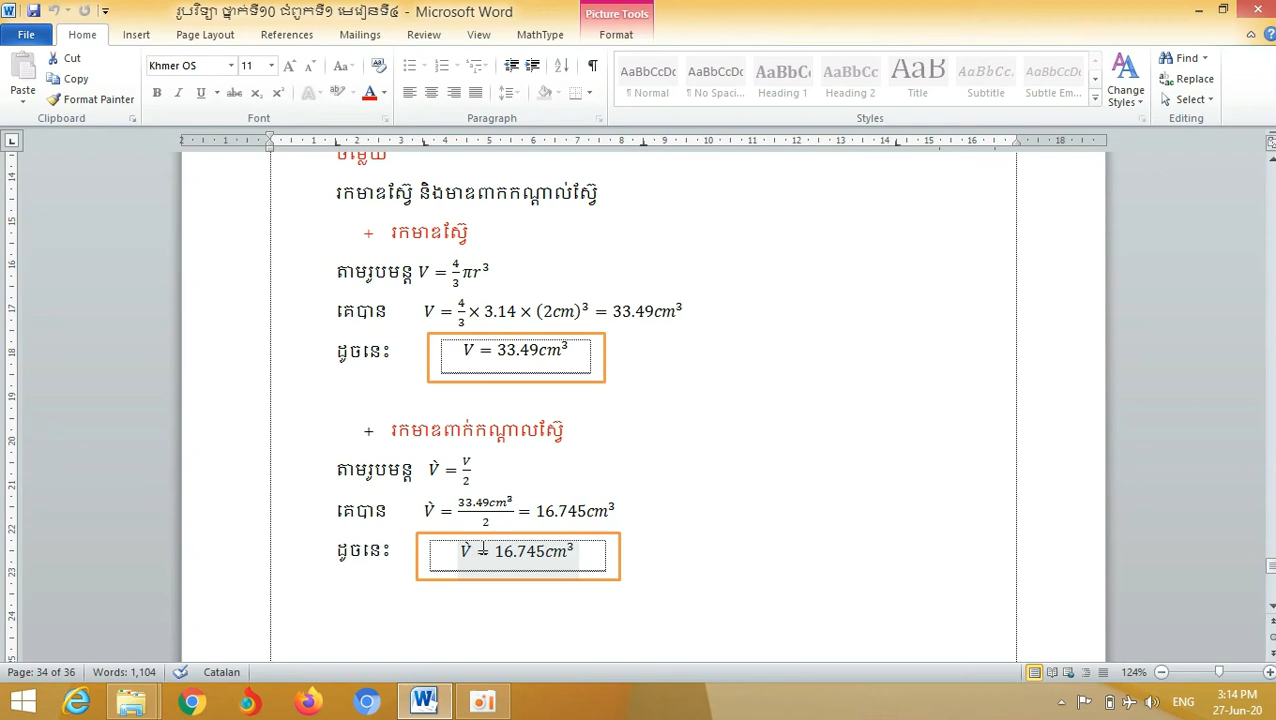 រូបវិទ្យា ថ្នាក់ទី១០ ជំពូកទី១ មេរៀនទី៤ - Microsoft Word
Picture Tools
File Home Insert Page Layout References Mailings Review View MathType Format
Paste
Cut
Copy
Format Painter
Clipboard
Khmer OS 11
Font
Paragraph
AaBbCcDc ¶ Normal
AaBbCcDc ¶ No Spaci...
AaBbCc Heading 1
AaBbCc Heading 2
AaB Title
AaBbCc Subtitle
AaBbCcDc Subtle Em...
Change Styles
Styles
Find
Replace
Select
Editing
ចម្លើយ
រកមាឌស្វ៊ែ និងមាឌពាកកណ្តាល់ស្វ៊ែ
+ រកមាឌស្វ៊ែ
តាមរូបមន្ត V = 4/3 πr³
គេបាន V = 4/3 × 3.14 × (2cm)³ = 33.49cm³
ដូចនេះ V = 33.49cm³
+ រកមាឌពាក់កណ្តាលស្វ៊ែ
តាមរូបមន្ត V̀ = V/2
គេបាន V̀ = 33.49cm³/2 = 16.745cm³
ដូចនេះ V̀ = 16.745cm³
Page: 34 of 36 Words: 1,104 Catalan 124%
ENG 3:14 PM
27-Jun-20